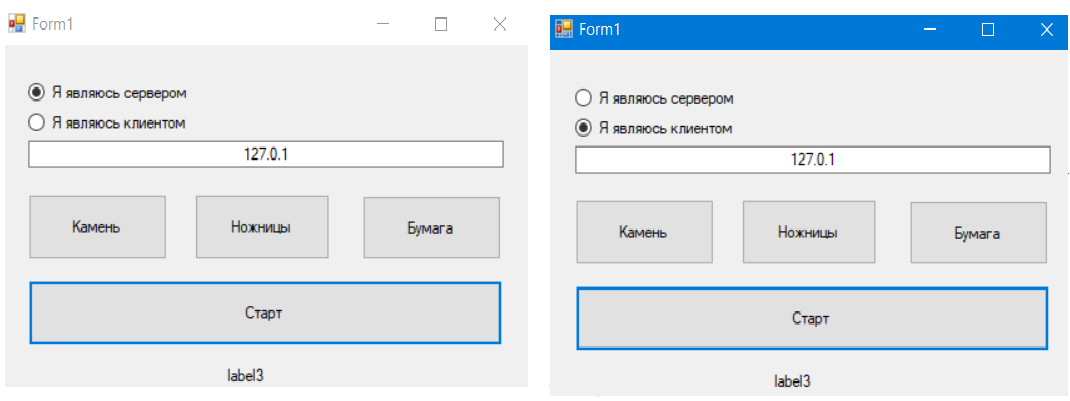 Form1
Я являюсь сервером
Я являюсь клиентом
127.0.1
Камень Ножницы Бумага
Старт
label3
Form1
Я являюсь сервером
Я являюсь клиентом
127.0.1
Камень Ножницы Бумага
Старт
label3